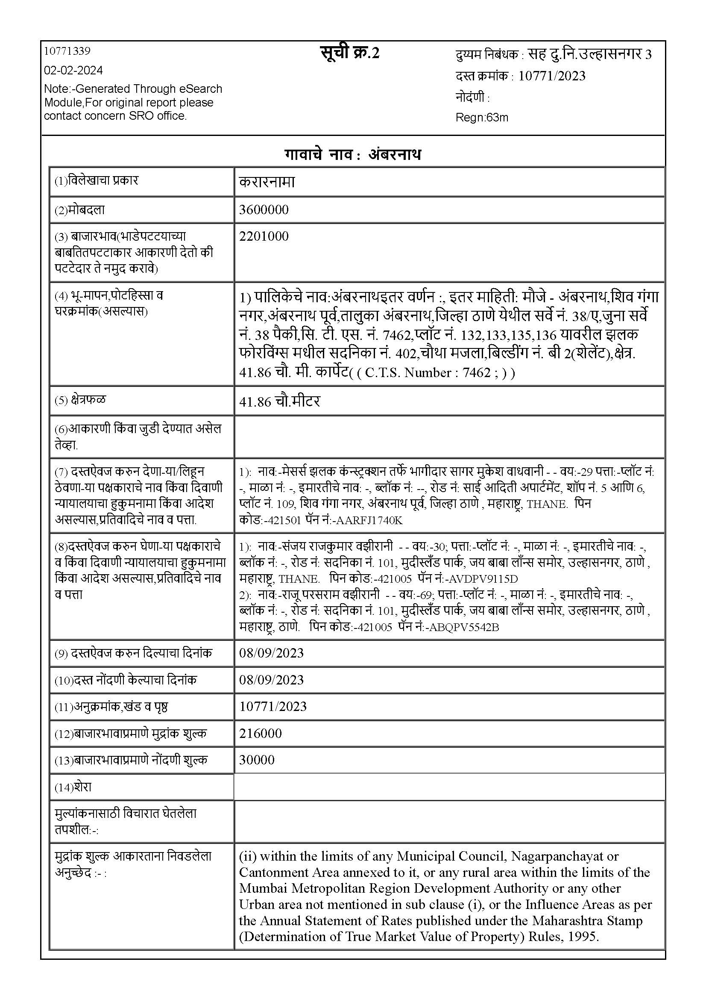 10771339
02-02-2024
Note:-Generated Through eSearch
Module,For original report please
contact concern SRO office.
सूची क्र.2
दुय्यम निबंधक : सह दु.नि.उल्हासनगर 3
दस्त क्रमांक : 10771/2023
नोदंणी :
Regn:63m
गावाचे नाव : अंबरनाथ
(1)विलेखाचा प्रकार
करारनामा
(2)मोबदला
3600000
(3) बाजारभाव(भाडेपटटयाच्या
बाबतितपटटाकार आकारणी देतो की
पटटेदार ते नमुद करावे)
2201000
(4) भू-मापन,पोटहिस्सा व
घरक्रमांक(असल्यास)
1) पालिकेचे नाव:अंबरनाथइतर वर्णन :, इतर माहिती: मौजे - अंबरनाथ,शिव गंगा
नगर,अंबरनाथ पूर्व,तालुका अंबरनाथ,जिल्हा ठाणे येथील सर्वे नं. 38/ए,जुना सर्वे
नं. 38 पैकी,सि. टी. एस. नं. 7462,प्लॉट नं. 132,133,135,136 यावरील झलक
फोरविंग्स मधील सदनिका नं. 402,चौथा मजला,बिल्डींग नं. बी 2(शेलेंट),क्षेत्र.
41.86 चौ. मी. कार्पेट( ( C.T.S. Number : 7462 ; ) )
(5) क्षेत्रफळ
41.86 चौ.मीटर
(6)आकारणी किंवा जुडी देण्यात असेल
तेव्हा.
(7) दस्तऐवज करुन देणा-या/लिहून
ठेवणा-या पक्षकाराचे नाव किंवा दिवाणी
न्यायालयाचा हुकुमनामा किंवा आदेश
असल्यास,प्रतिवादिचे नाव व पत्ता.
1): नाव:-मेसर्स झलक कंन्स्ट्रक्शन तर्फे भागीदार सागर मुकेश वाधवानी - - वय:-29 पत्ता:-प्लॉट नं:
-, माळा नं: -, इमारतीचे नाव: -, ब्लॉक नं: --, रोड नं: साई आदिती अपार्टमेंट, शॉप नं. 5 आणि 6,
प्लॉट नं. 109, शिव गंगा नगर, अंबरनाथ पूर्व, जिल्हा ठाणे , महाराष्ट्र, THANE. पिन
कोड:-421501 पॅन नं:-AARFJ1740K
(8)दस्तऐवज करुन घेणा-या पक्षकाराचे
व किंवा दिवाणी न्यायालयाचा हुकुमनामा
किंवा आदेश असल्यास,प्रतिवादिचे नाव
व पत्ता
1): नाव:-संजय राजकुमार वझीरानी - - वय:-30; पत्ता:-प्लॉट नं: -, माळा नं: -, इमारतीचे नाव: -,
ब्लॉक नं: -, रोड नं: सदनिका नं. 101, मुदीस्लँड पार्क, जय बाबा लाँन्स समोर, उल्हासनगर, ठाणे ,
महाराष्ट्र, THANE. पिन कोड:-421005 पॅन नं:-AVDPV9115D
2): नाव:-राजू परसराम वझीरानी - - वय:-69; पत्ता:-प्लॉट नं: -, माळा नं: -, इमारतीचे नाव: -,
ब्लॉक नं: -, रोड नं: सदनिका नं. 101, मुदीस्लँड पार्क, जय बाबा लाँन्स समोर, उल्हासनगर, ठाणे ,
महाराष्ट्र, ठाणे. पिन कोड:-421005 पॅन नं:-ABQPV5542B
(9) दस्तऐवज करुन दिल्याचा दिनांक
08/09/2023
(10)दस्त नोंदणी केल्याचा दिनांक
08/09/2023
(11)अनुक्रमांक,खंड व पृष्ठ
10771/2023
(12)बाजारभावाप्रमाणे मुद्रांक शुल्क
216000
(13)बाजारभावाप्रमाणे नोंदणी शुल्क
30000
(14)शेरा
मुल्यांकनासाठी विचारात घेतलेला
तपशील:-:
मुद्रांक शुल्क आकारताना निवडलेला
अनुच्छेद :- :
(ii) within the limits of any Municipal Council, Nagarpanchayat or
Cantonment Area annexed to it, or any rural area within the limits of the
Mumbai Metropolitan Region Development Authority or any other
Urban area not mentioned in sub clause (i), or the Influence Areas as per
the Annual Statement of Rates published under the Maharashtra Stamp
(Determination of True Market Value of Property) Rules, 1995.